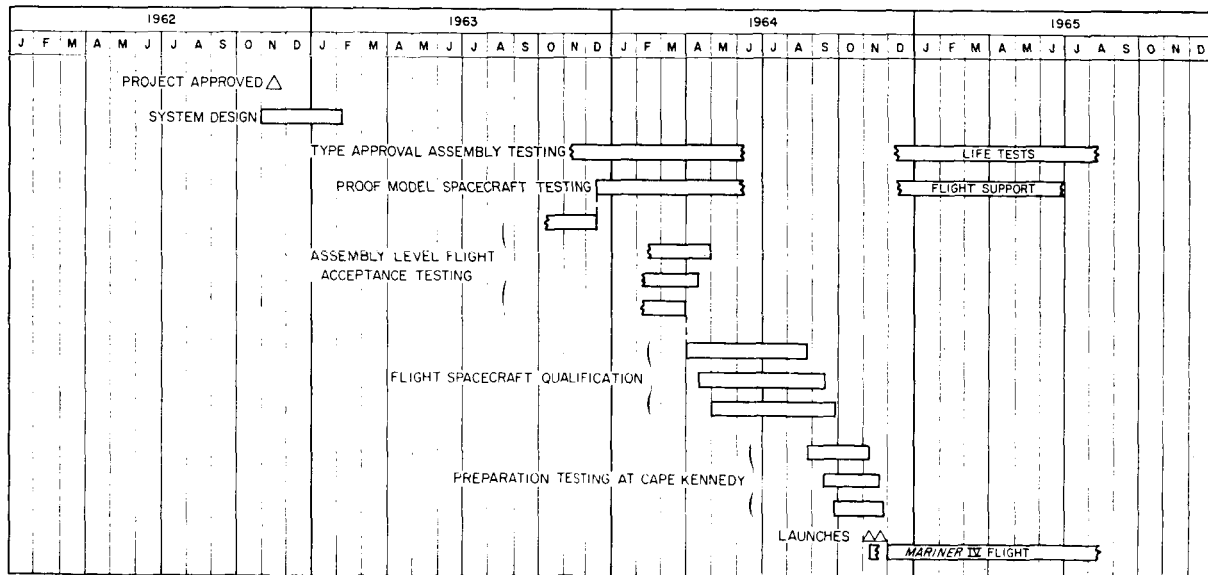 1962 1963 1964 1965
J F M A M J J A S O N D J F M A M J J A S O N D J F M A M J J A S O N D J F M A M J J A S O N D
PROJECT APPROVED
SYSTEM DESIGN
TYPE APPROVAL ASSEMBLY TESTING LIFE TESTS
PROOF MODEL SPACECRAFT TESTING FLIGHT SUPPORT
ASSEMBLY LEVEL FLIGHT
ACCEPTANCE TESTING
FLIGHT SPACECRAFT QUALIFICATION
PREPARATION TESTING AT CAPE KENNEDY
LAUNCHES
MARINER IV FLIGHT